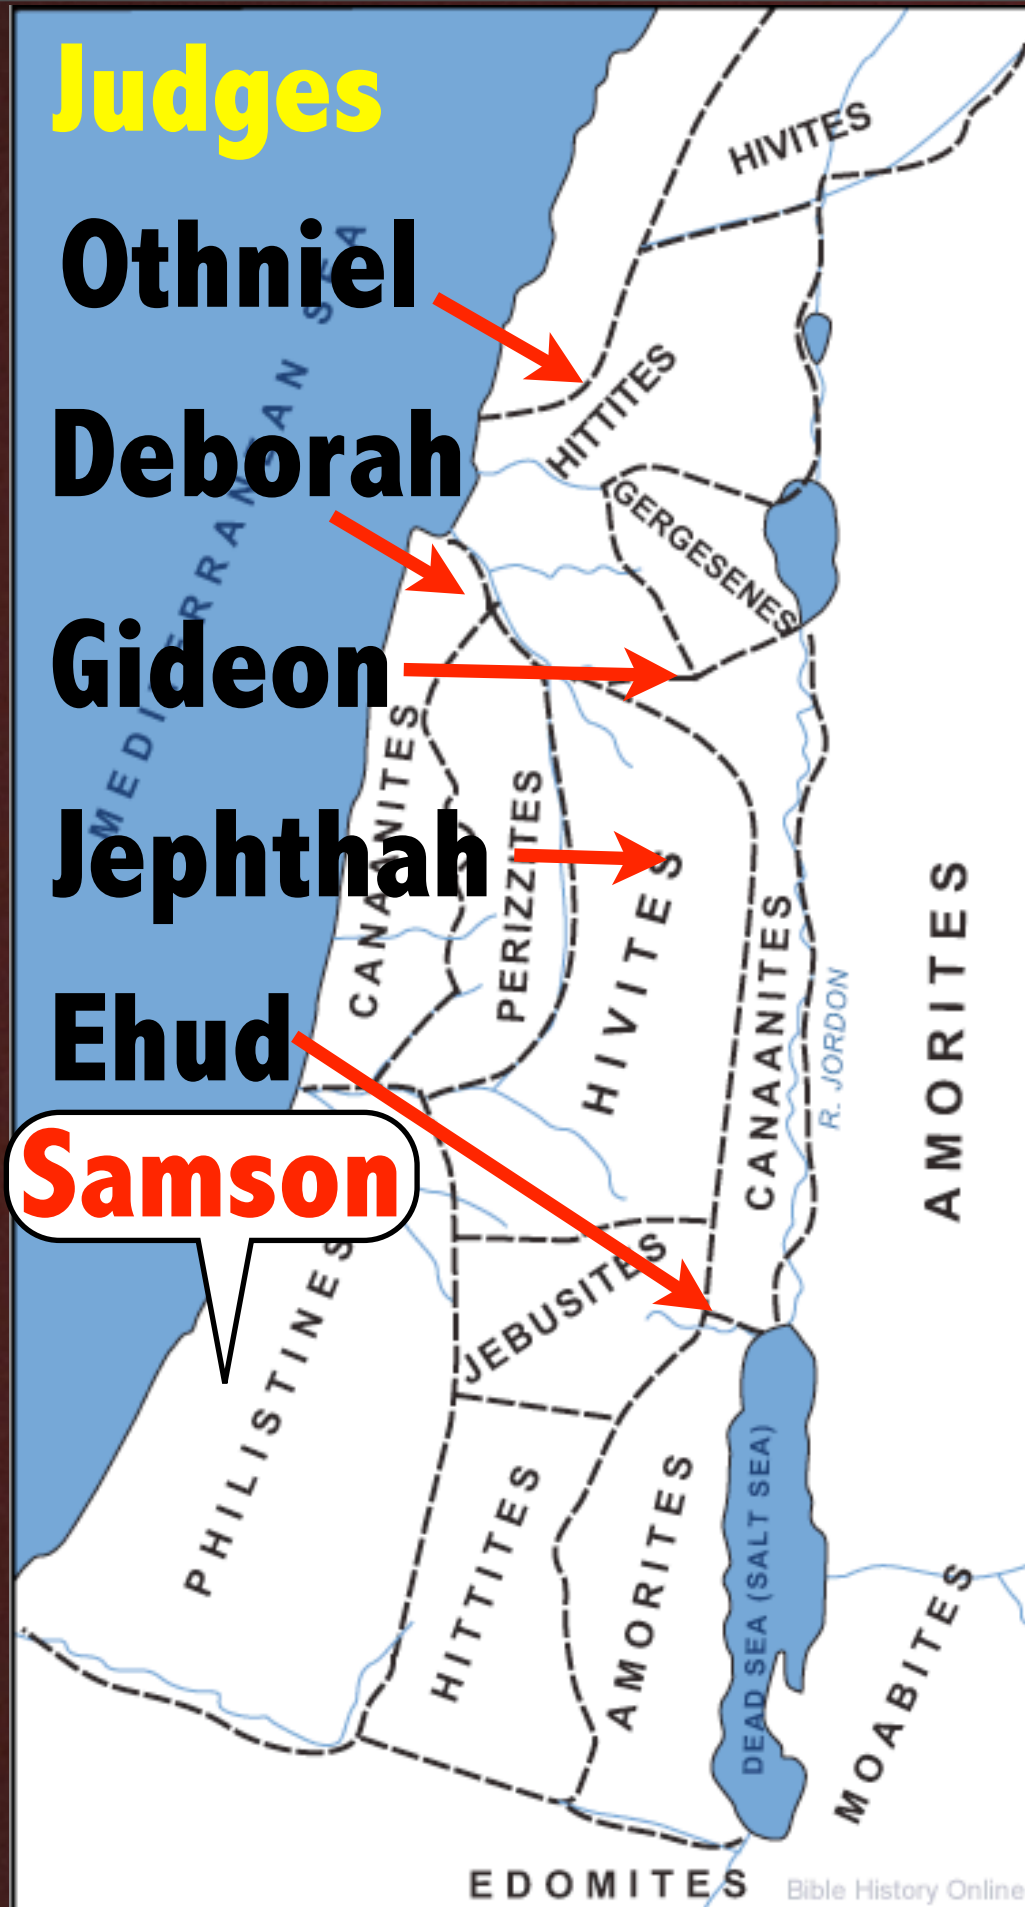 Judges
Othniel
Deborah
Gideon
Jephthah
Ehud
Samson
MEDITERRANEAN SEA
HIVITES
HITTITES
GERGESENES
CANAANITES
PERIZZITES
HIVITES
CANAANITES
R. JORDON
AMORITES
JEBUSITES
PHILISTINES
HITTITES
AMORITES
DEAD SEA (SALT SEA)
MOABITES
EDOMITES
Bible History Online